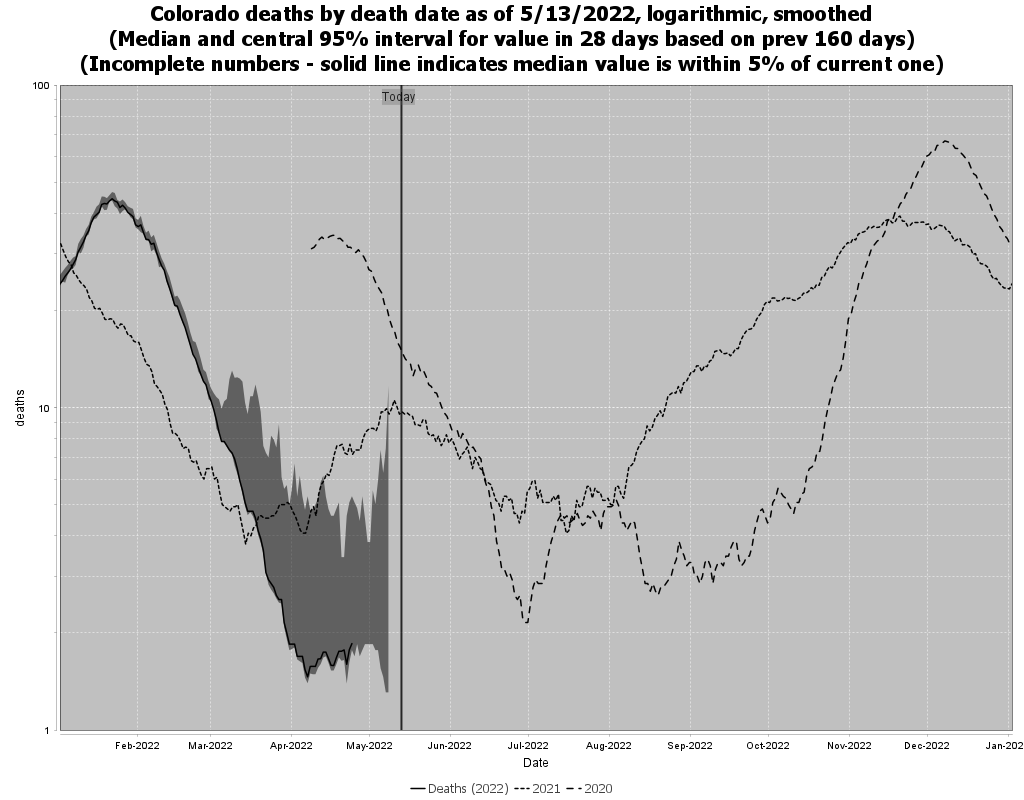 Colorado deaths by death date as of 5/13/2022, logarithmic, smoothed
(Median and central 95% interval for value in 28 days based on prev 160 days)
(Incomplete numbers - solid line indicates median value is within 5% of current one)
100
Today
deaths
10
1
Feb-2022 Mar-2022 Apr-2022 May-2022 Jun-2022 Jul-2022 Aug-2022 Sep-2022 Oct-2022 Nov-2022 Dec-2022 Jan-202
Date
Deaths (2022) 2021 2020